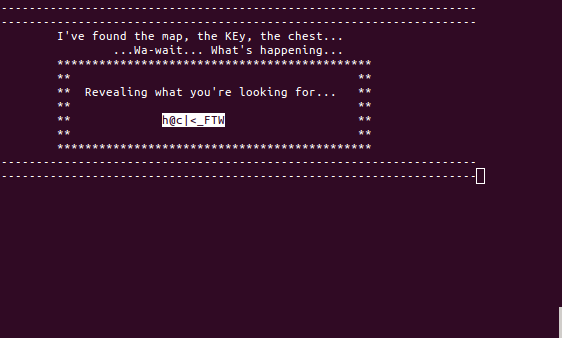 --------------------------------------------------------------------
--------------------------------------------------------------------
I've found the map, the KEy, the chest...
...Wa-wait... What's happening...
*********************************************
** **
** Revealing what you're looking for... **
** **
** h@c|<_FTW **
** **
*********************************************
--------------------------------------------------------------------
--------------------------------------------------------------------